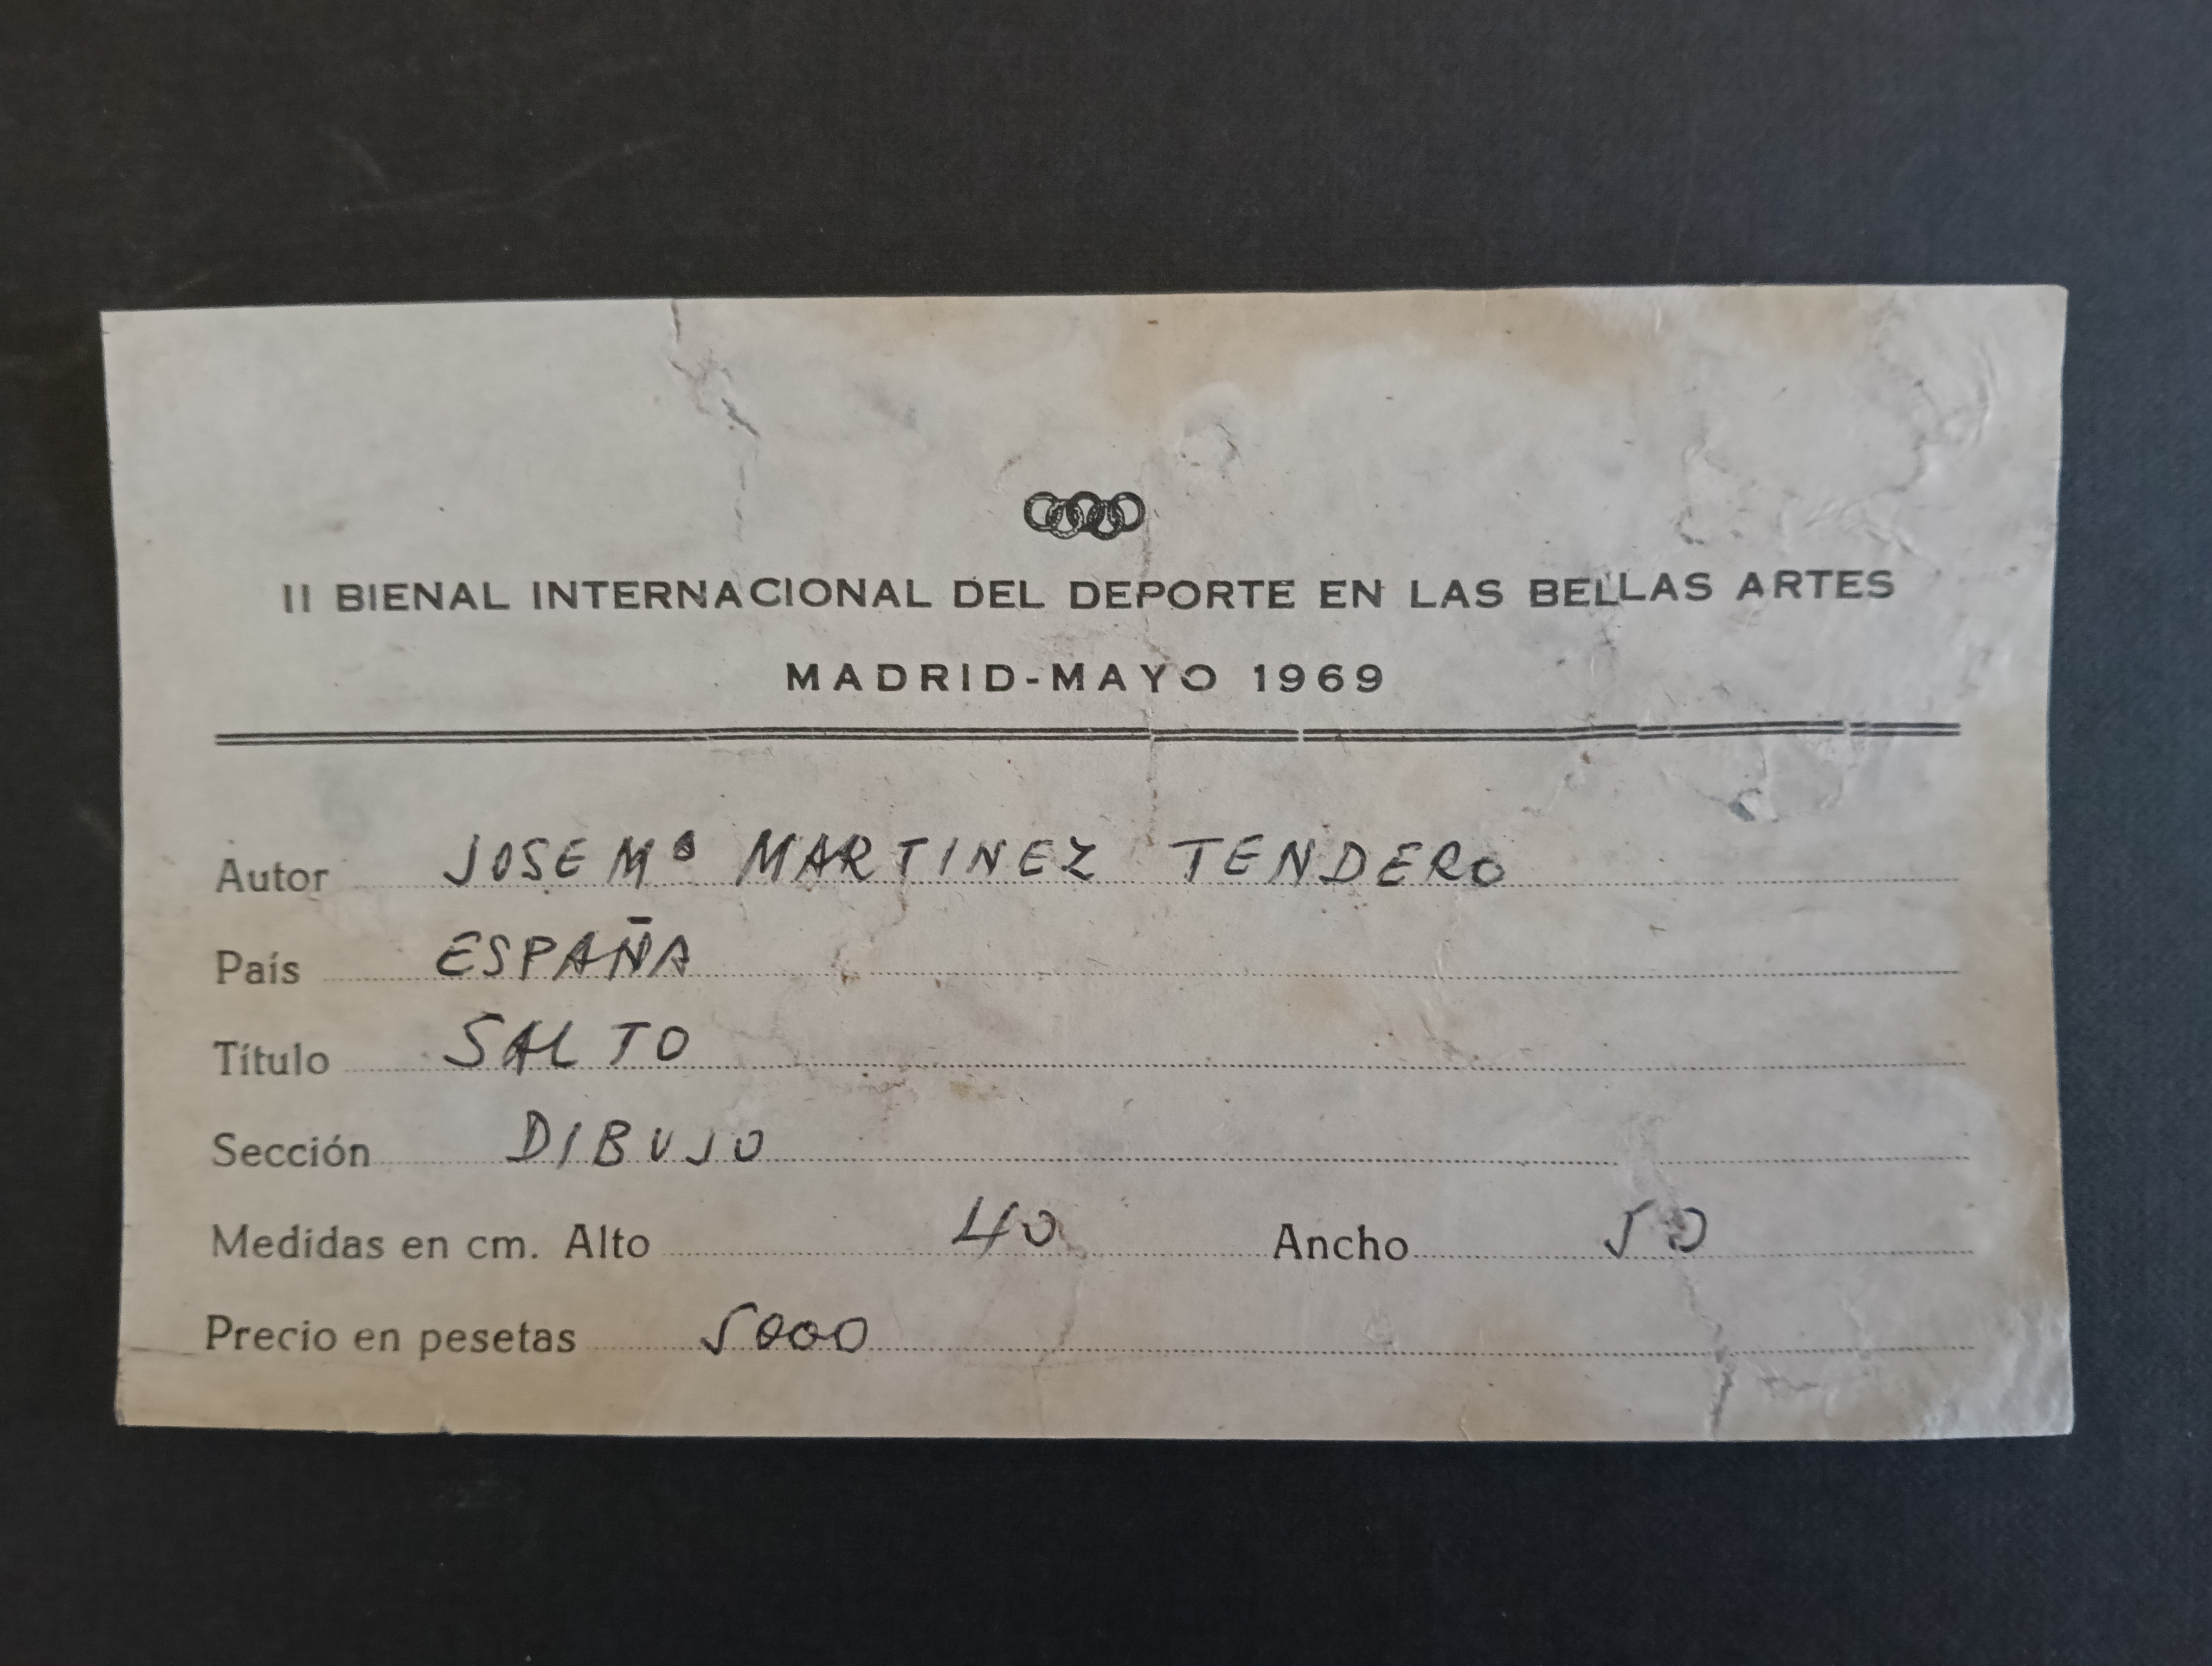 II BIENAL INTERNACIONAL DEL DEPORTE EN LAS BELLAS ARTES
MADRID-MAYO 1969
Autor JOSE Mª MARTINEZ TENDERO
País ESPAÑA
Título SALTO
Sección DIBUJO
Medidas en cm. Alto 40 Ancho 50
Precio en pesetas 5000